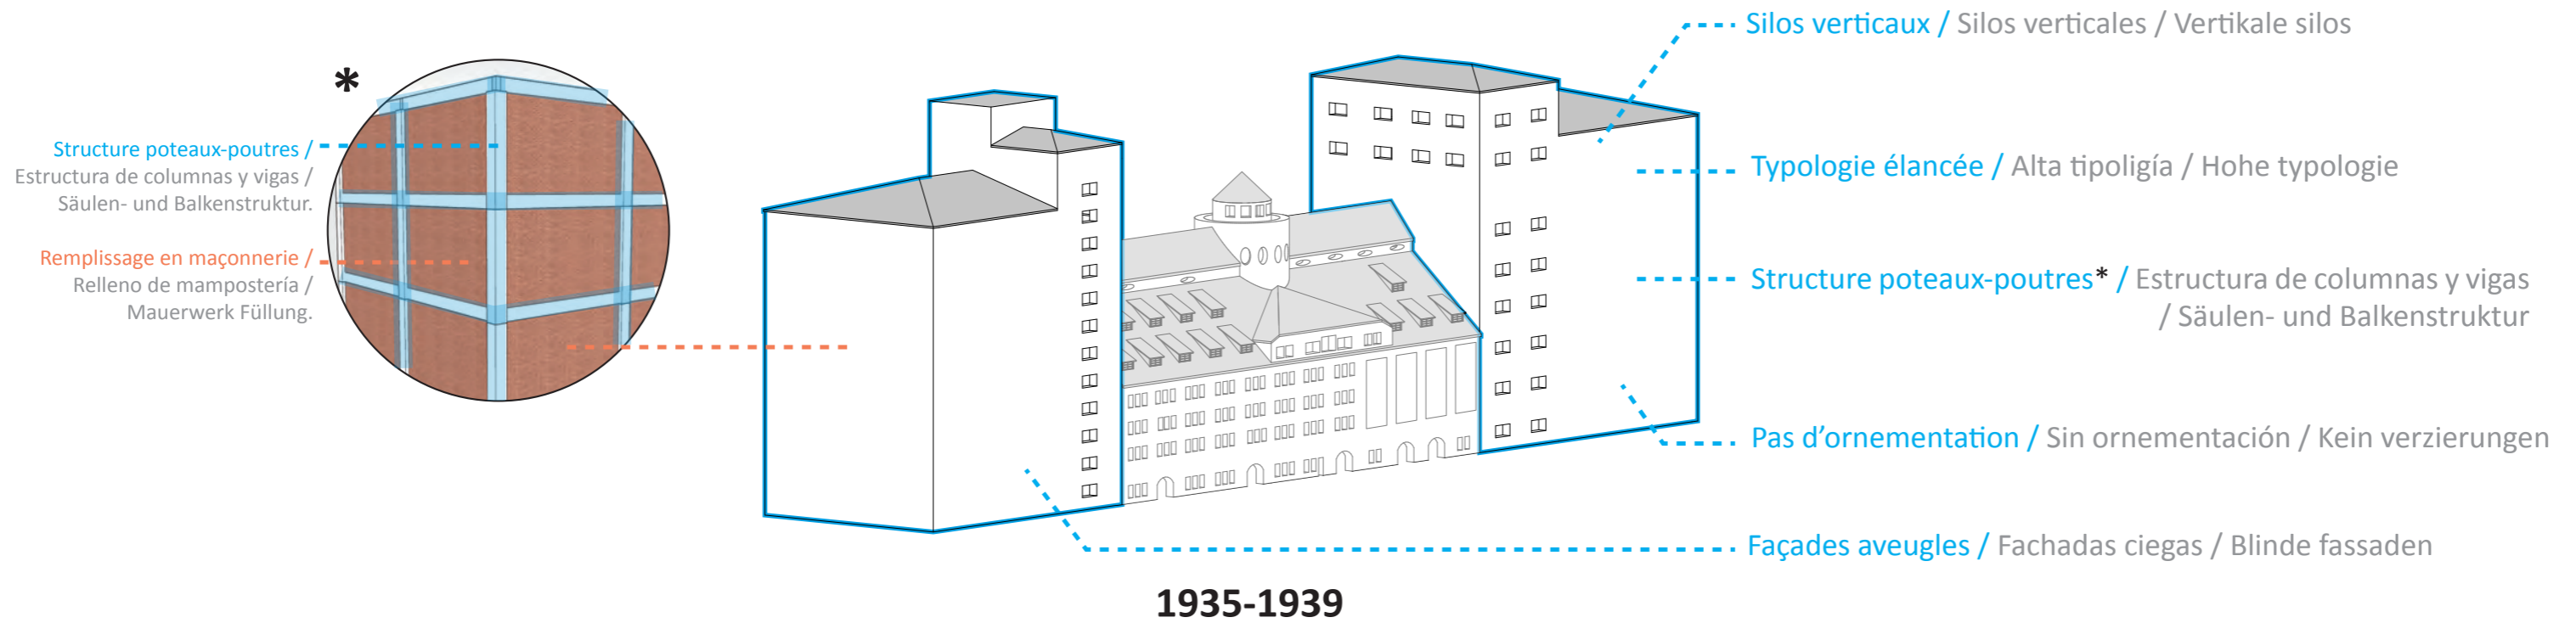 *
Structure poteaux-poutres /
Estructura de columnas y vigas /
Säulen- und Balkenstruktur.
Remplissage en maçonnerie /
Relleno de mampostería /
Mauerwerk Füllung.
Silos verticaux / Silos verticales / Vertikale silos
Typologie élancée / Alta tipoligía / Hohe typologie
Structure poteaux-poutres* / Estructura de columnas y vigas
/ Säulen- und Balkenstruktur
Pas d’ornementation / Sin ornementación / Kein verzierungen
Façades aveugles / Fachadas ciegas / Blinde fassaden
1935-1939